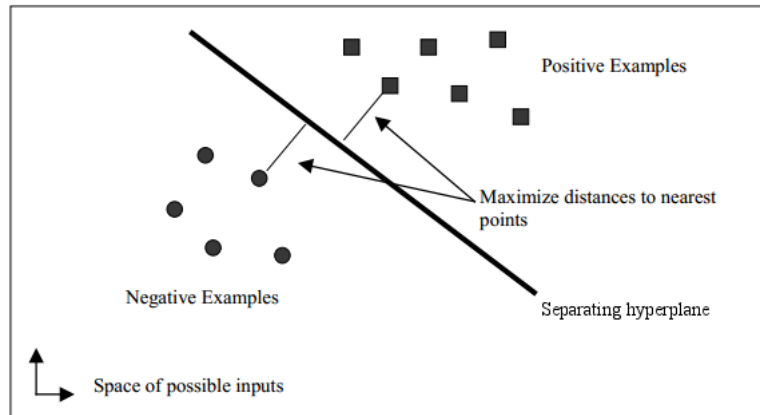 Positive Examples
Maximize distances to nearest
points
Negative Examples
Separating hyperplane
Space of possible inputs